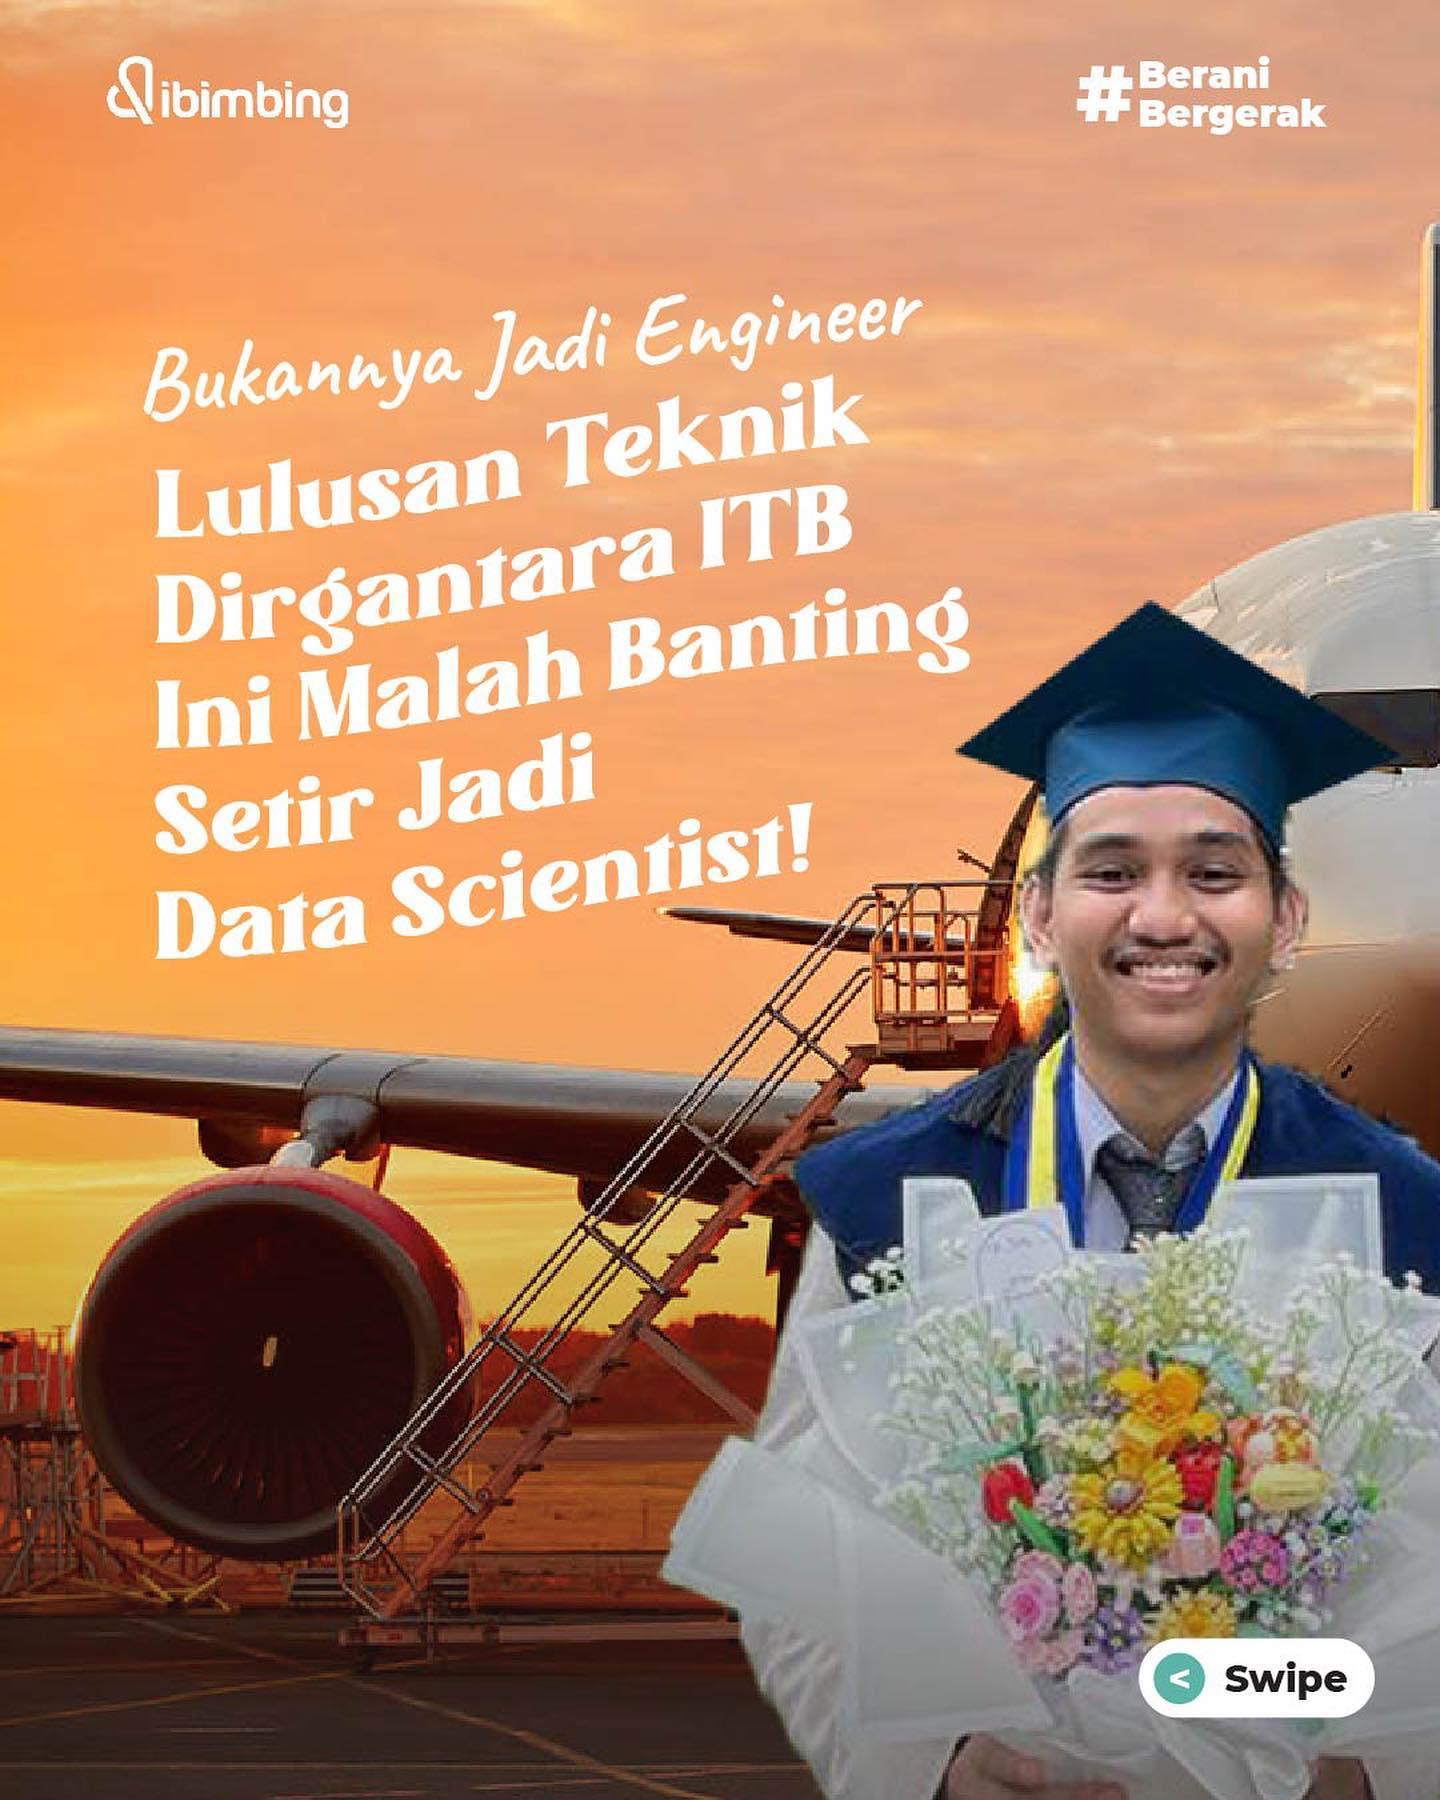 ibimbing
#Berani
Bergerak
Bukannya Jadi Engineer
Lulusan Teknik
Dirgantara ITB
Ini Malah Banting
Setir Jadi
Data Scientist!
< Swipe